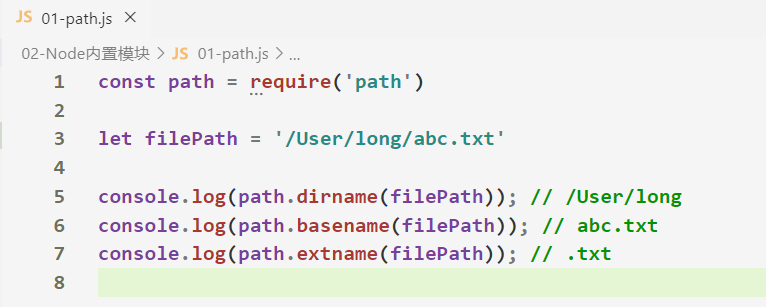 JS 01-path.js ×
02-Node内置模块 > JS 01-path.js > ...
1 const path = require('path')
2
3 let filePath = '/User/long/abc.txt'
4
5 console.log(path.dirname(filePath)); // /User/long
6 console.log(path.basename(filePath)); // abc.txt
7 console.log(path.extname(filePath)); // .txt
8